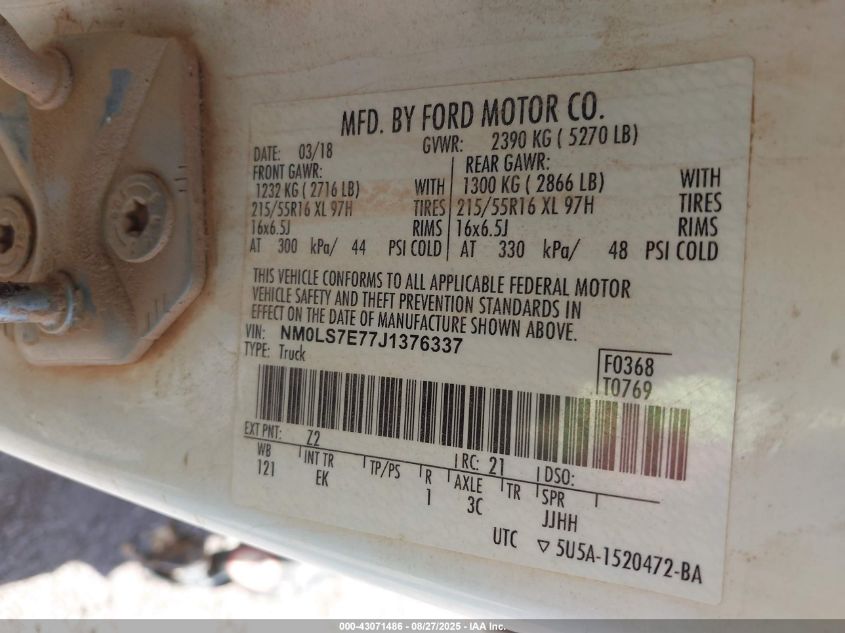 MFD. BY FORD MOTOR CO.
DATE: 03/18 GVWR: 2390 KG ( 5270 LB)
FRONT GAWR: REAR GAWR:
1232 KG ( 2716 LB) WITH 1300 KG ( 2866 LB) WITH
215/55R16 XL 97H TIRES 215/55R16 XL 97H TIRES
16x6.5J RIMS 16x6.5J RIMS
AT 300 kPa/ 44 PSI COLD AT 330 kPa/ 48 PSI COLD
THIS VEHICLE CONFORMS TO ALL APPLICABLE FEDERAL MOTOR
VEHICLE SAFETY AND THEFT PREVENTION STANDARDS IN
EFFECT ON THE DATE OF MANUFACTURE SHOWN ABOVE.
VIN: NM0LS7E77J1376337
TYPE: Truck
F0368
T0769
EXT PNT: Z2 RC: 21 DSO:
WB INT TR TP/PS R AXLE TR SPR
121 EK 1 3C JJHH
UTC ▽ 5U5A-1520472-BA
000-43071486 - 08/27/2025 - IAA Inc.